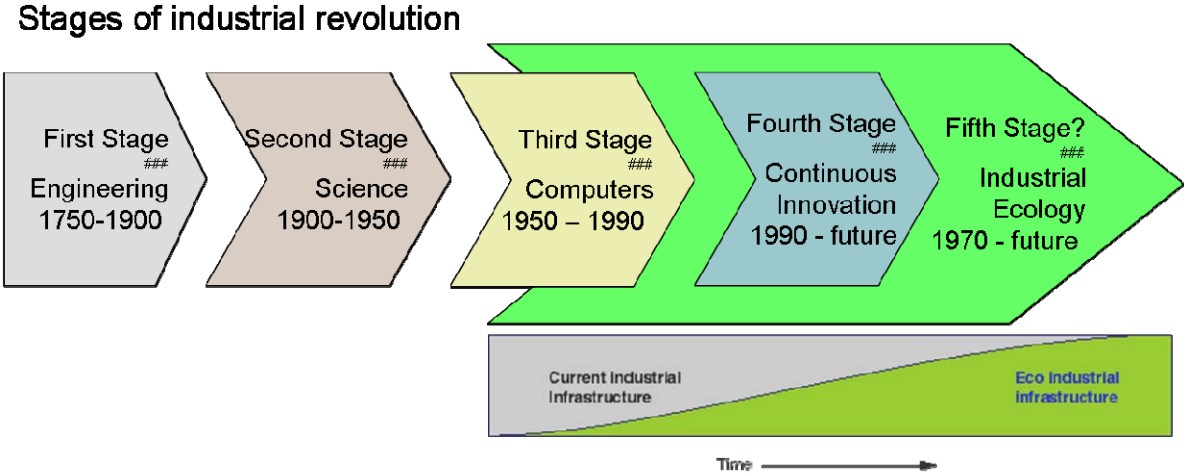 Stages of industrial revolution
First Stage
###
Engineering
1750-1900
Second Stage
###
Science
1900-1950
Third Stage
###
Computers
1950 – 1990
Fourth Stage
###
Continuous
Innovation
1990 - future
Fifth Stage?
###
Industrial
Ecology
1970 - future
Current Industrial
Infrastructure
Eco industrial
infrastructure
Time